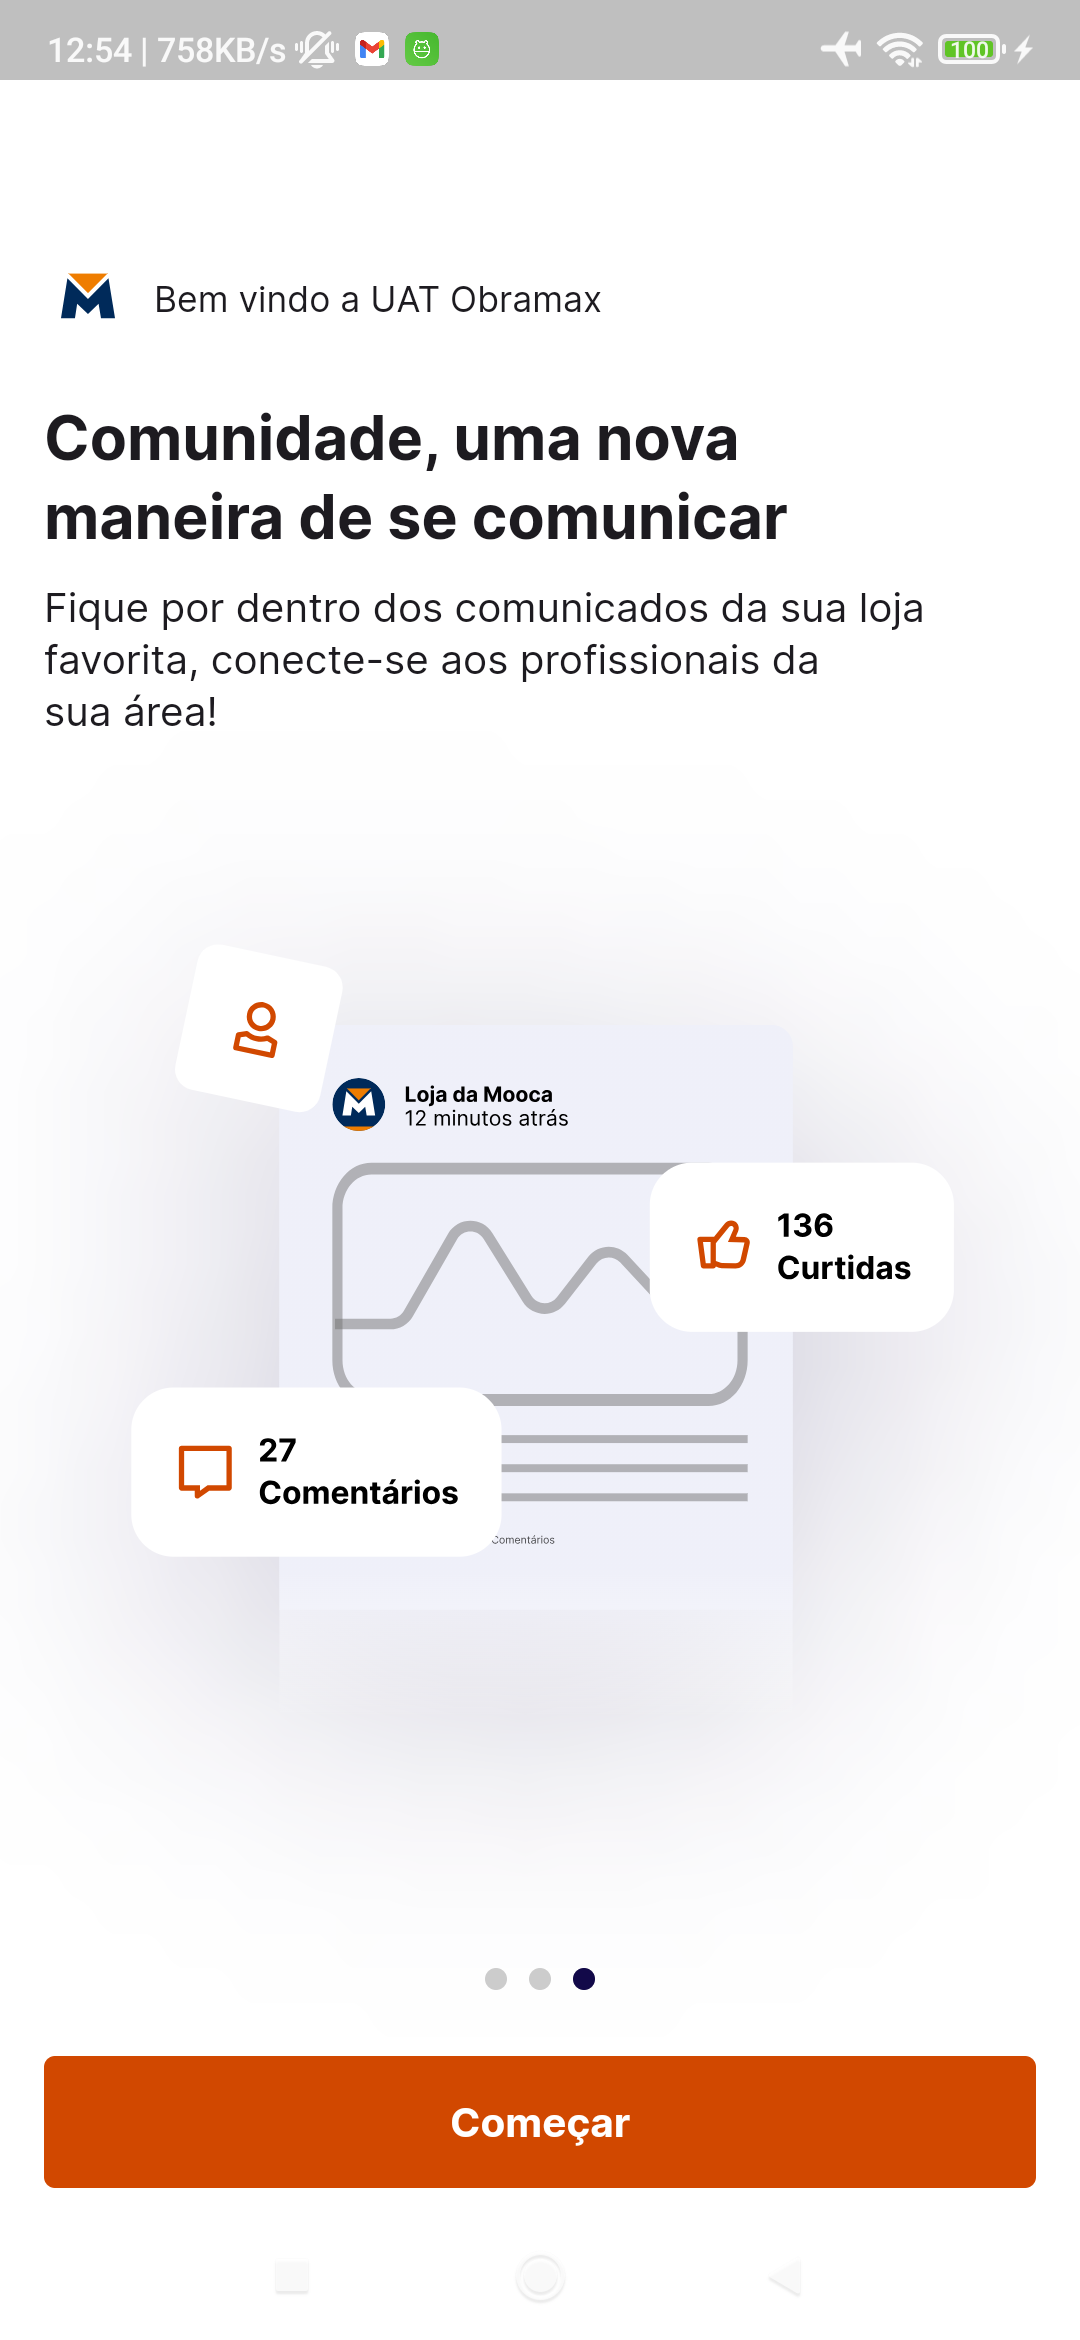 12:54 | 758KB/s
100
Bem vindo a UAT Obramax
Comunidade, uma nova
maneira de se comunicar
Fique por dentro dos comunicados da sua loja
favorita, conecte-se aos profissionais da
sua área!
Loja da Mooca
12 minutos atrás
136
Curtidas
27
Comentários
Comentários
Começar